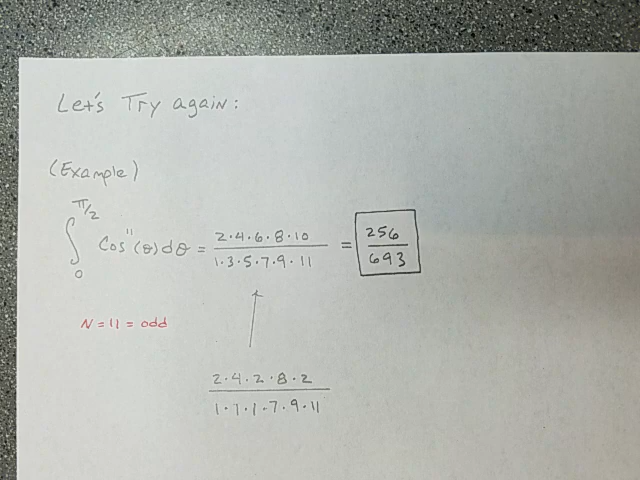 Let's Try again:
(Example)
∫₀^(π/2) Cos¹¹(θ)dθ = 2·4·6·8·10 / 1·3·5·7·9·11 = 256 / 693
N = 11 = odd
2·4·2·8·2 / 1·1·1·7·9·11